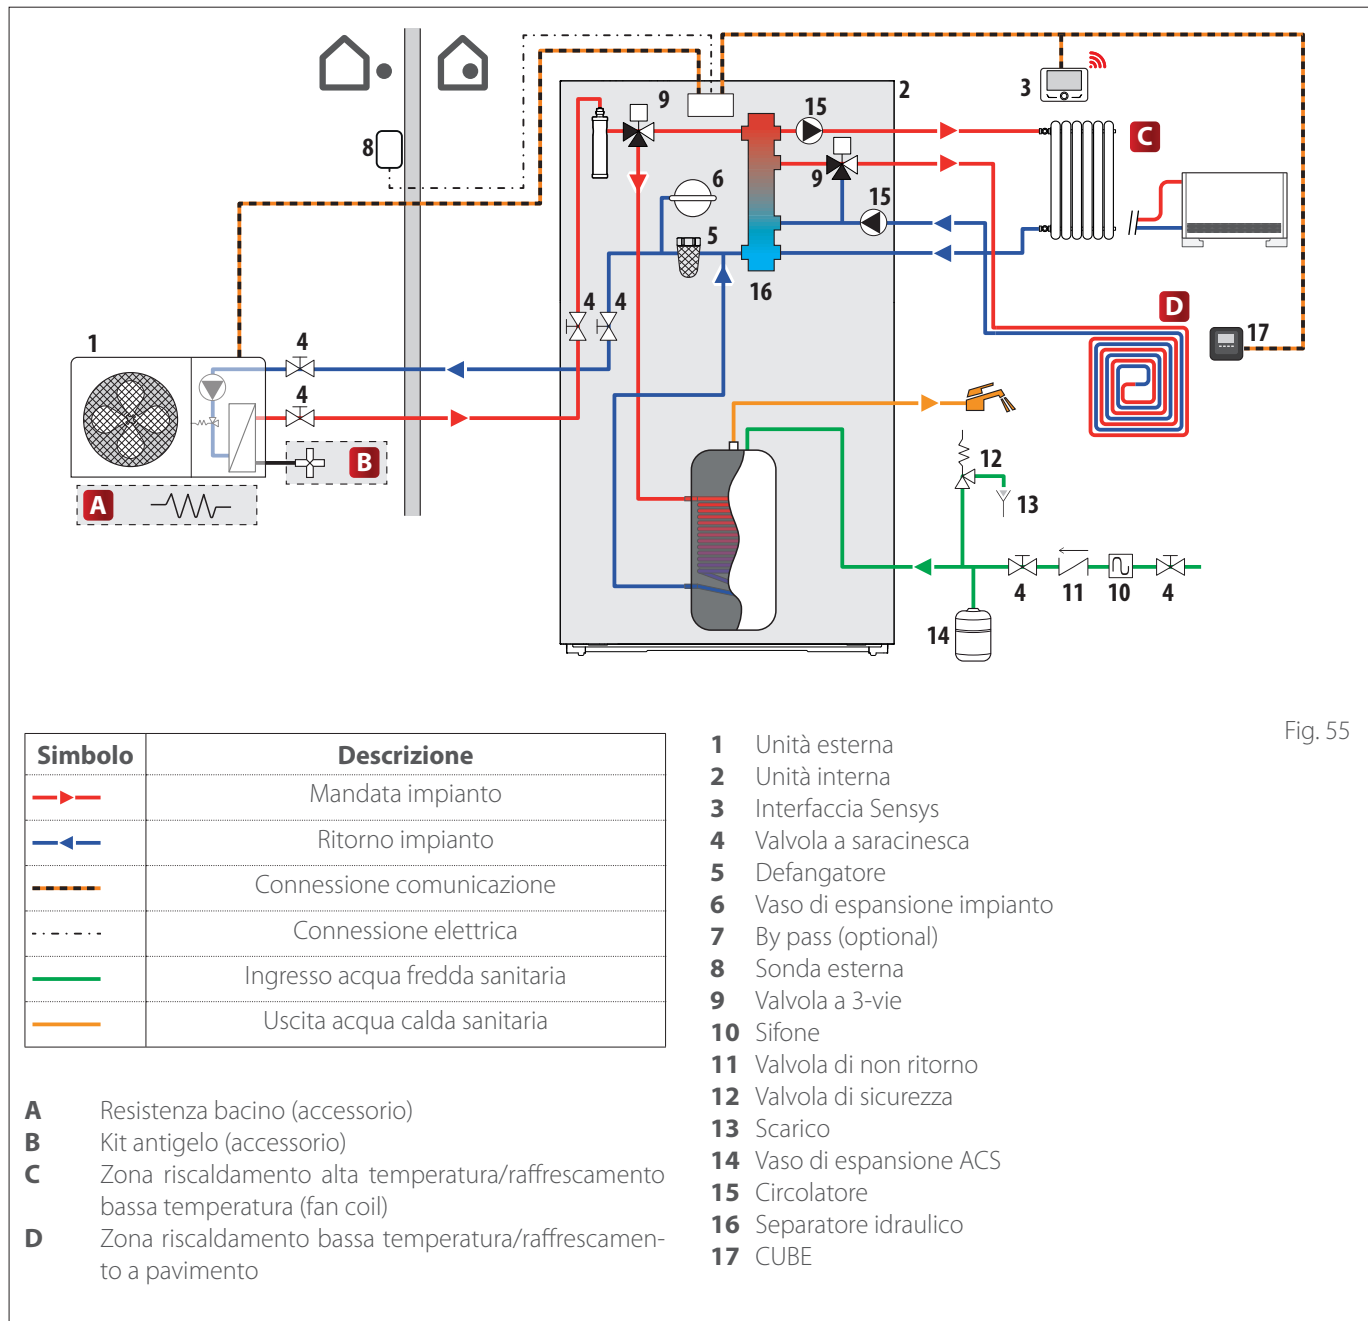 9
2
15
3
C
8
6
9
15
5
16
4
4
D
17
1
4
4
B
A
12
13
4
11
10
4
14
Fig. 55
Simbolo Descrizione
Mandata impianto
Ritorno impianto
Connessione comunicazione
Connessione elettrica
Ingresso acqua fredda sanitaria
Uscita acqua calda sanitaria
A Resistenza bacino (accessorio)
B Kit antigelo (accessorio)
C Zona riscaldamento alta temperatura/raffrescamento
bassa temperatura (fan coil)
D Zona riscaldamento bassa temperatura/raffrescamen-
to a pavimento
1 Unità esterna
2 Unità interna
3 Interfaccia Sensys
4 Valvola a saracinesca
5 Defangatore
6 Vaso di espansione impianto
7 By pass (optional)
8 Sonda esterna
9 Valvola a 3-vie
10 Sifone
11 Valvola di non ritorno
12 Valvola di sicurezza
13 Scarico
14 Vaso di espansione ACS
15 Circolatore
16 Separatore idraulico
17 CUBE